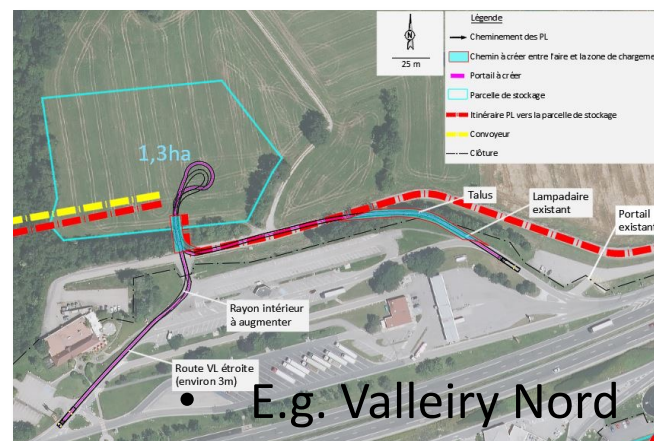 Légende
N
25 m
Cheminement des PL
Chemin à créer entre l'aire et la zone de chargeme
Portail à créer
Parcelle de stockage
Itinéraire PL vers la parcelle de stockage
Convoyeur
Clôture
1,3ha
Talus
Lampadaire
existant
Portail
existant
Rayon intérieur
à augmenter
Route VL étroite
(environ 3m)
• E.g. Valleiry Nord